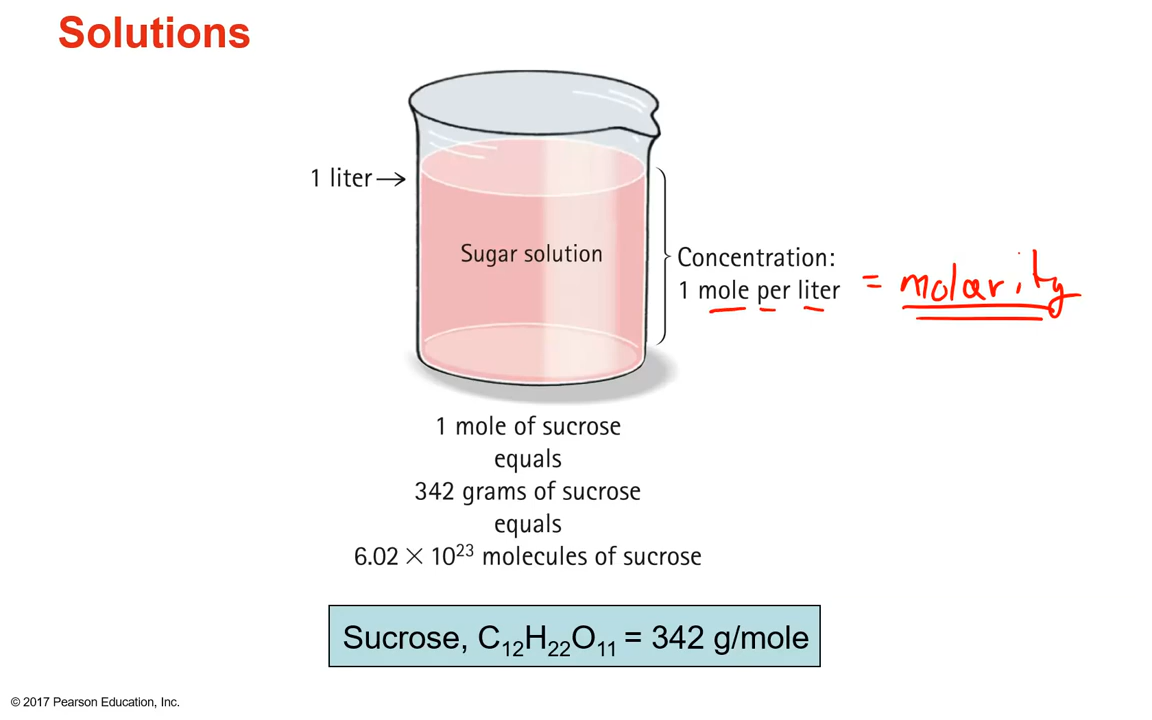 Solutions
1 liter→
Sugar solution
Concentration:
1 mole per liter = molarity
1 mole of sucrose
equals
342 grams of sucrose
equals
6.02 × 10²³ molecules of sucrose
Sucrose, C₁₂H₂₂O₁₁ = 342 g/mole
© 2017 Pearson Education, Inc.